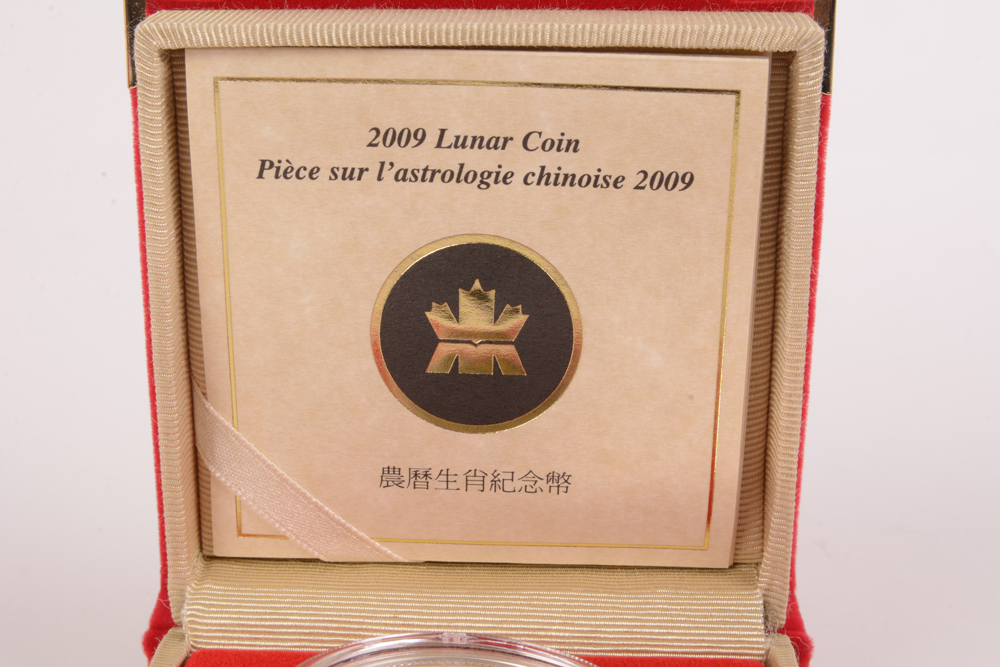 2009 Lunar Coin
Pièce sur l'astrologie chinoise 2009
農曆生肖紀念幣